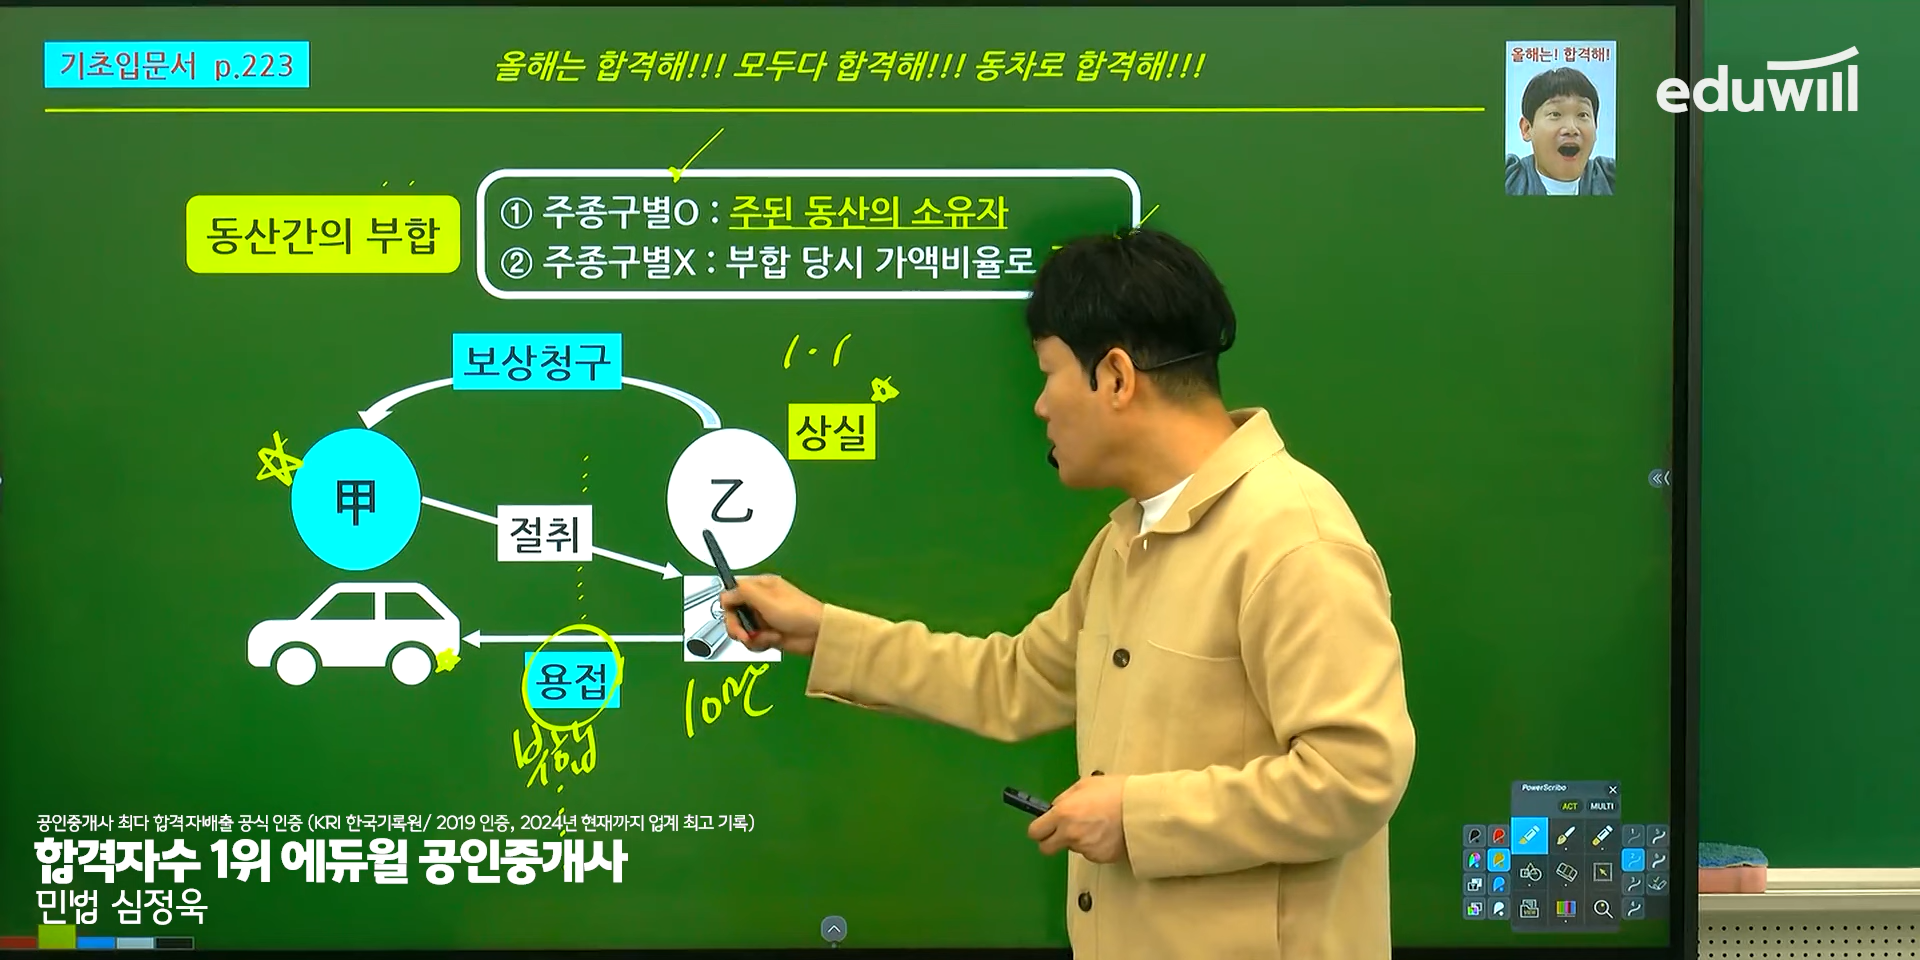 기초입문서 p.223
올해는 합격해!!! 모두다 합격해!!! 동차로 합격해!!!
올해는! 합격해!
eduwill
동산간의 부합
① 주종구별O : 주된 동산의 소유자
② 주종구별X : 부합 당시 가액비율로
보상청구
1.1
상실
甲
乙
절취
용접
부합
공인중개사 최다 합격자배출 공식 인증 (KRI 한국기록원/ 2019 인증, 2024년 현재까지 업계 최고 기록)
합격자수 1위 에듀윌 공인중개사
민법 심정욱
PowerScribo
ACT MULTI